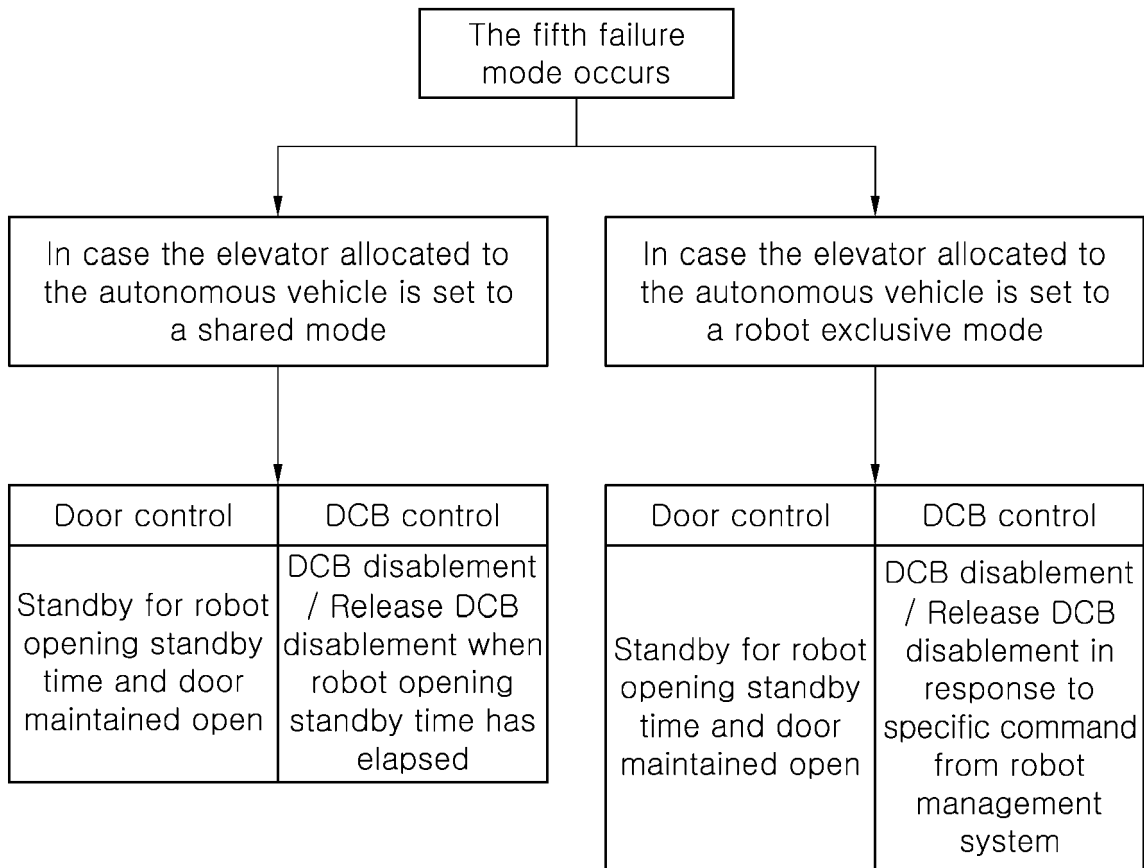 The fifth failure
mode occurs
In case the elevator allocated to
the autonomous vehicle is set to
a shared mode
In case the elevator allocated to
the autonomous vehicle is set to
a robot exclusive mode
Door control
DCB control
Standby for robot
opening standby
time and door
maintained open
DCB disablement
/ Release DCB
disablement when
robot opening
standby time has
elapsed
Door control
DCB control
Standby for robot
opening standby
time and door
maintained open
DCB disablement
/ Release DCB
disablement in
response to
specific command
from robot
management
system